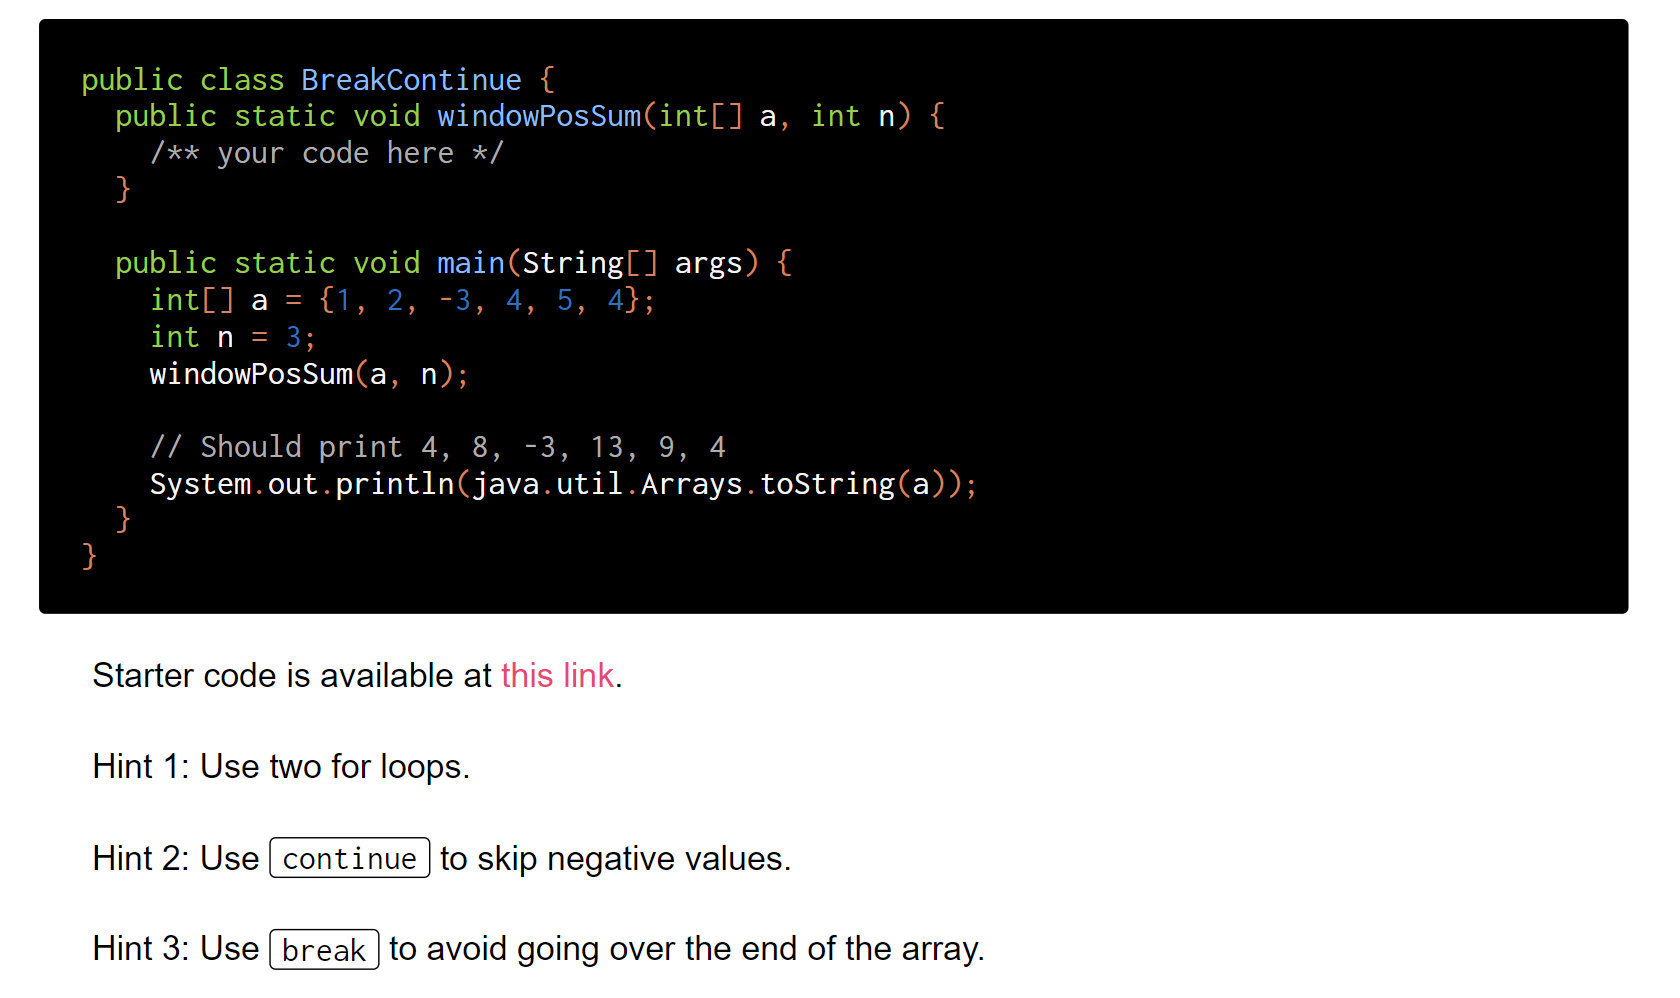 public class BreakContinue {
  public static void windowPosSum(int[] a, int n) {
    /** your code here */
  }

  public static void main(String[] args) {
    int[] a = {1, 2, -3, 4, 5, 4};
    int n = 3;
    windowPosSum(a, n);

    // Should print 4, 8, -3, 13, 9, 4
    System.out.println(java.util.Arrays.toString(a));
  }
}
Starter code is available at this link.
Hint 1: Use two for loops.
Hint 2: Use continue to skip negative values.
Hint 3: Use break to avoid going over the end of the array.